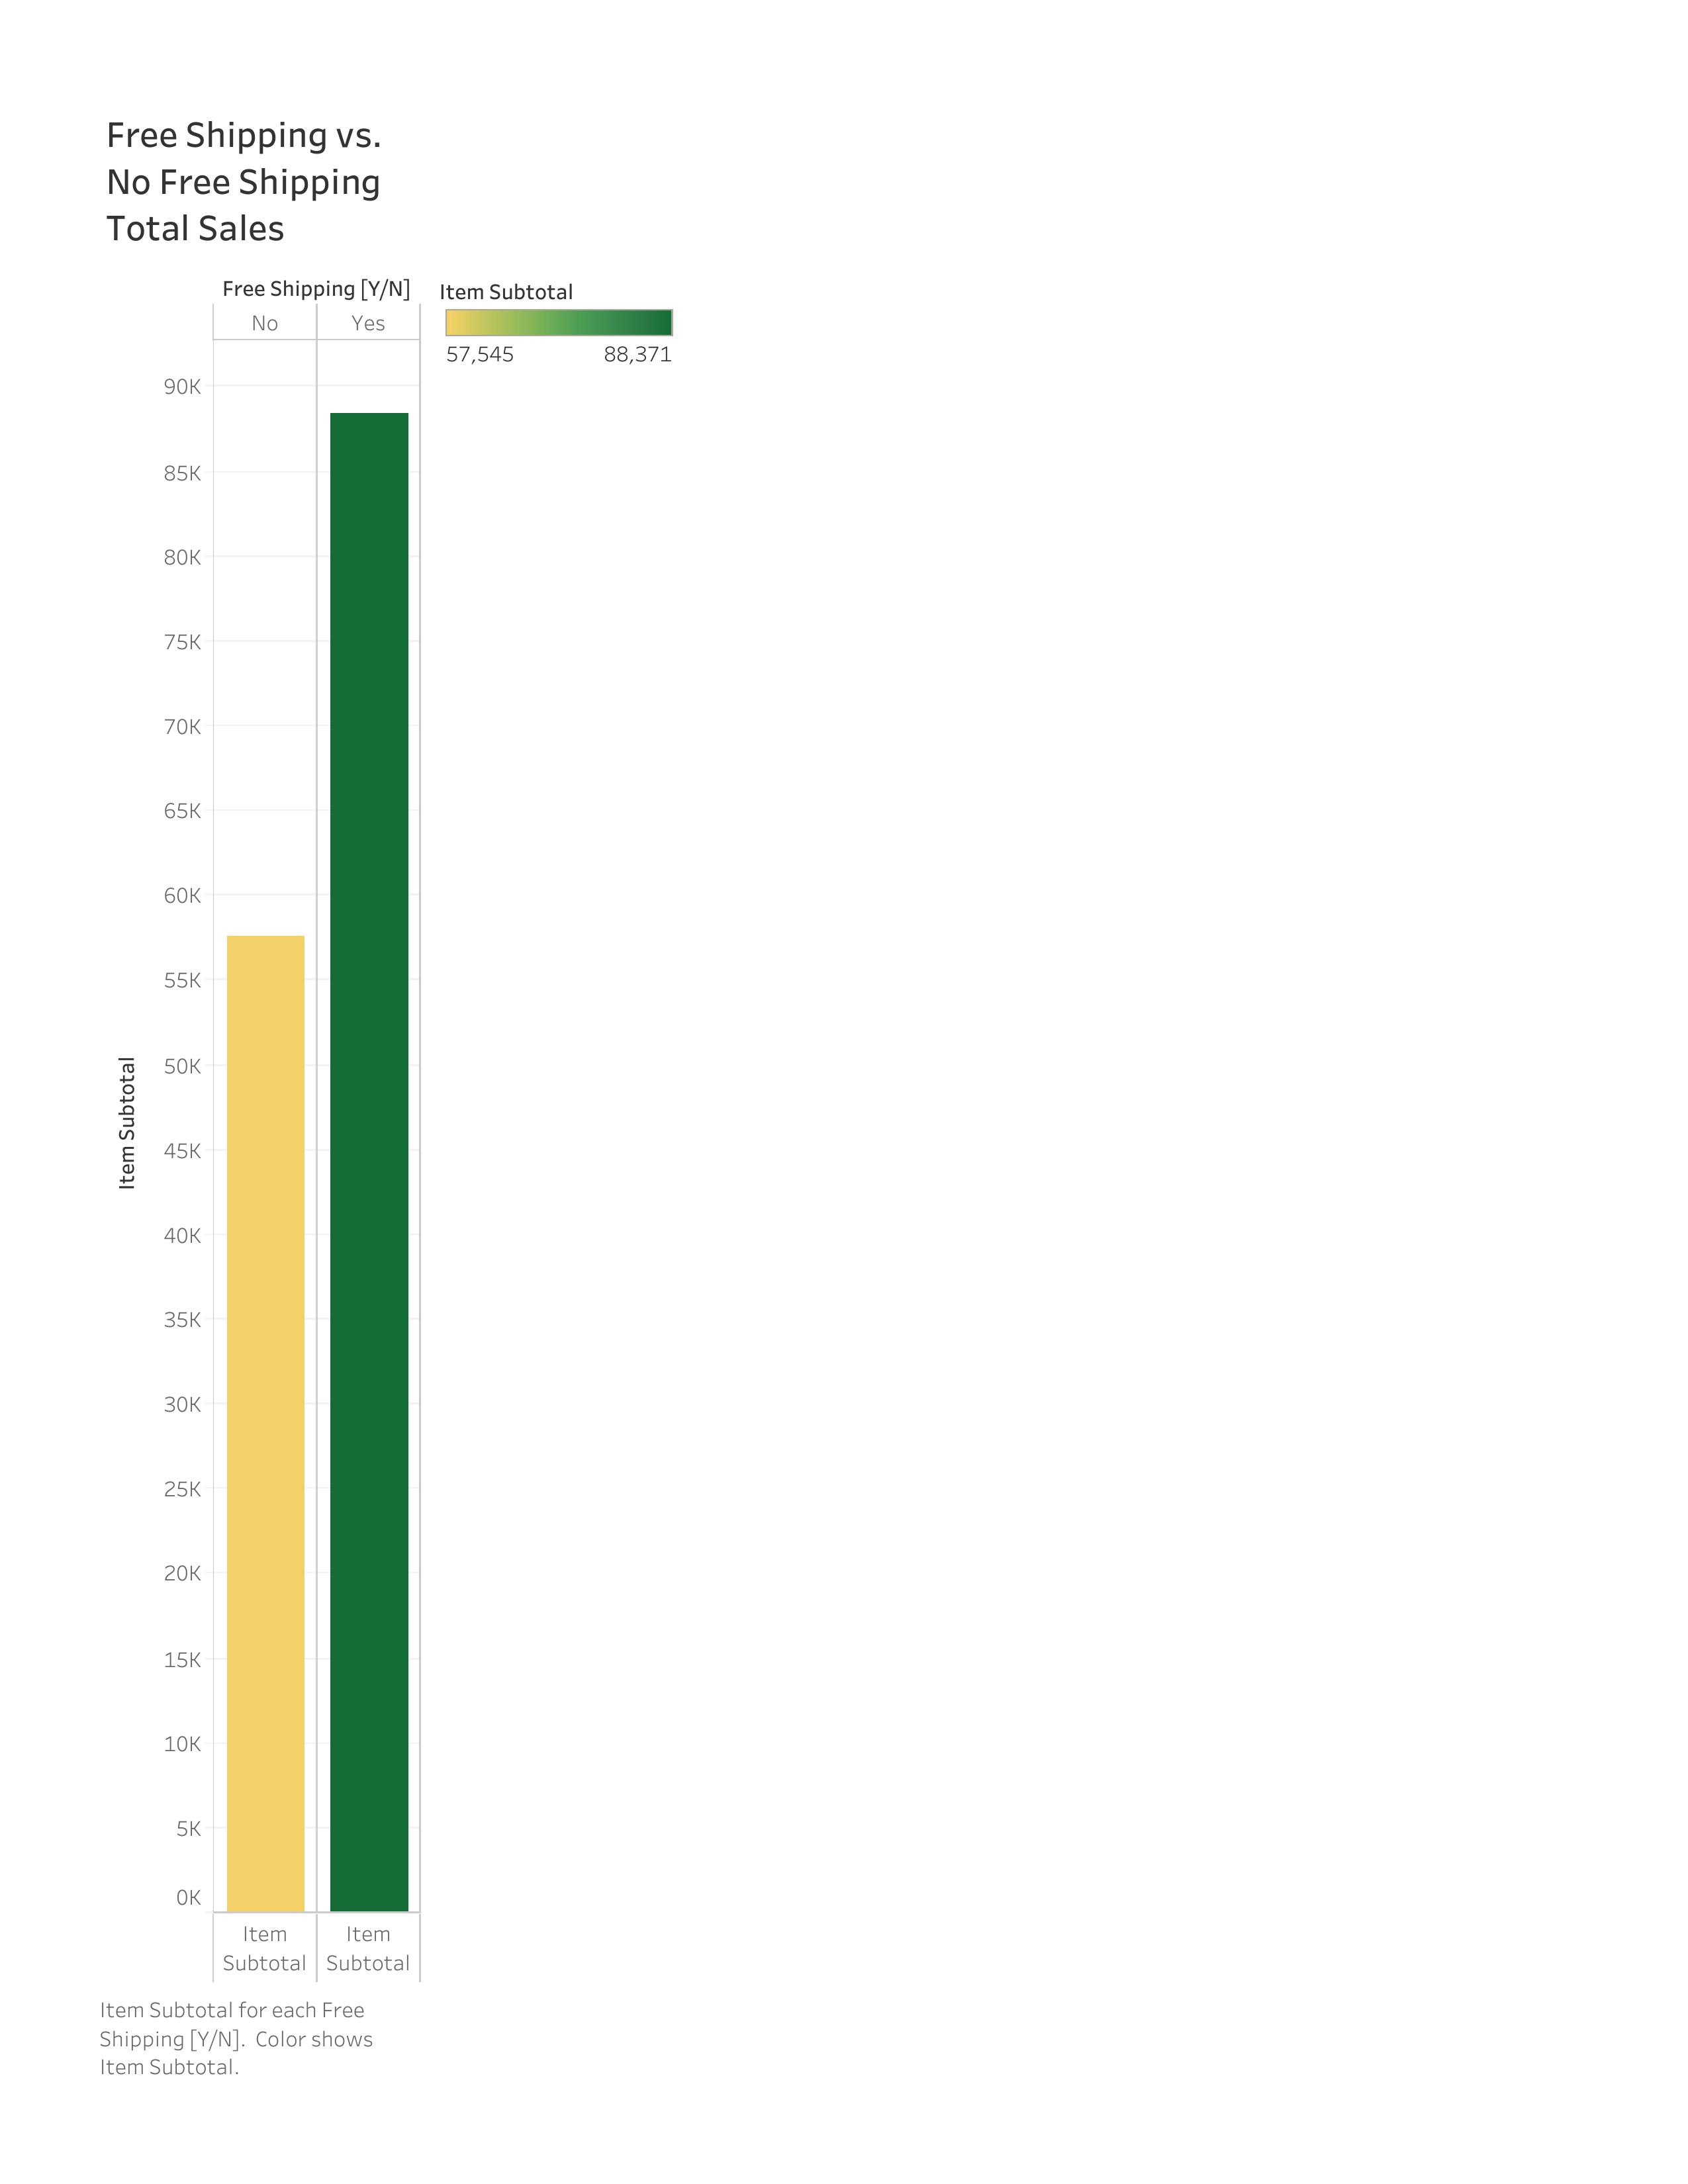 Free Shipping vs.
No Free Shipping
Total Sales
Free Shipping [Y/N]
No Yes
Item Subtotal
57,545 88,371
90K
85K
80K
75K
70K
65K
60K
55K
50K
45K
40K
35K
30K
25K
20K
15K
10K
5K
0K
Item Subtotal
Item Item
Subtotal Subtotal
Item Subtotal for each Free
Shipping [Y/N].  Color shows
Item Subtotal.